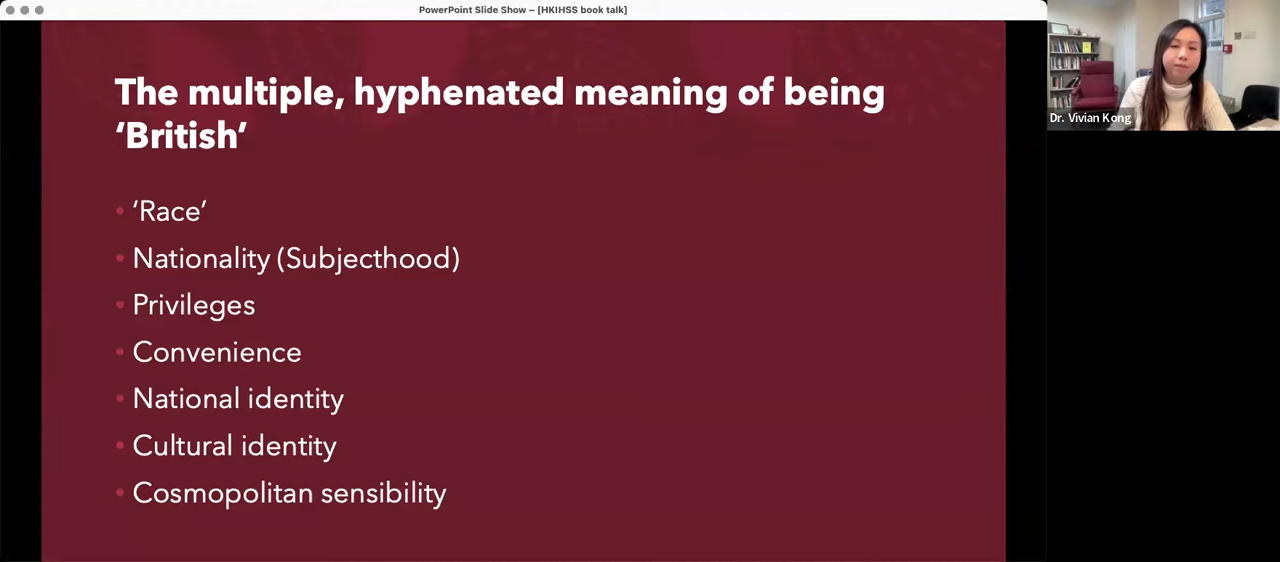 PowerPoint Slide Show – [HKIHSS book talk]
The multiple, hyphenated meaning of being
‘British’
• ‘Race’
• Nationality (Subjecthood)
• Privileges
• Convenience
• National identity
• Cultural identity
• Cosmopolitan sensibility
Dr. Vivian Kong